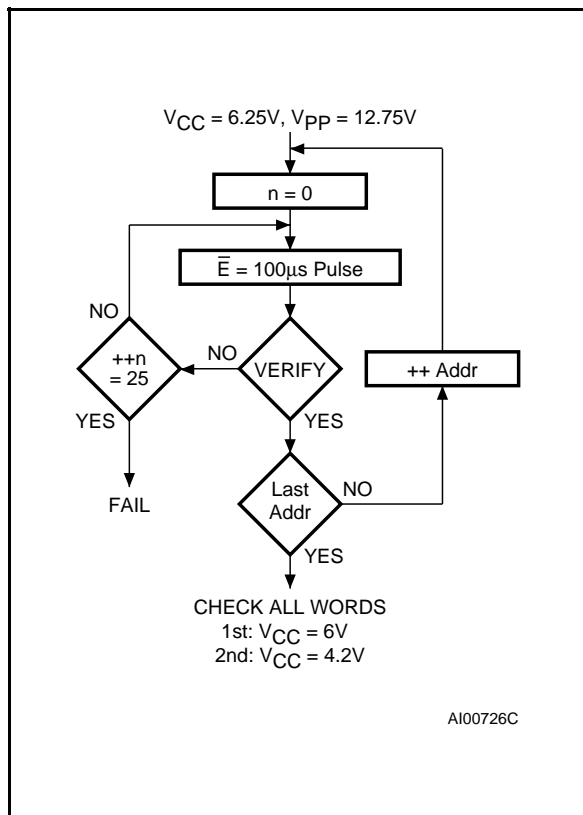 VCC = 6.25V, VPP = 12.75V
n = 0
E̅ = 100µs Pulse
NO
++n
= 25
NO
VERIFY
++ Addr
YES
YES
FAIL
Last
Addr
NO
YES
CHECK ALL WORDS
1st: VCC = 6V
2nd: VCC = 4.2V
AI00726C